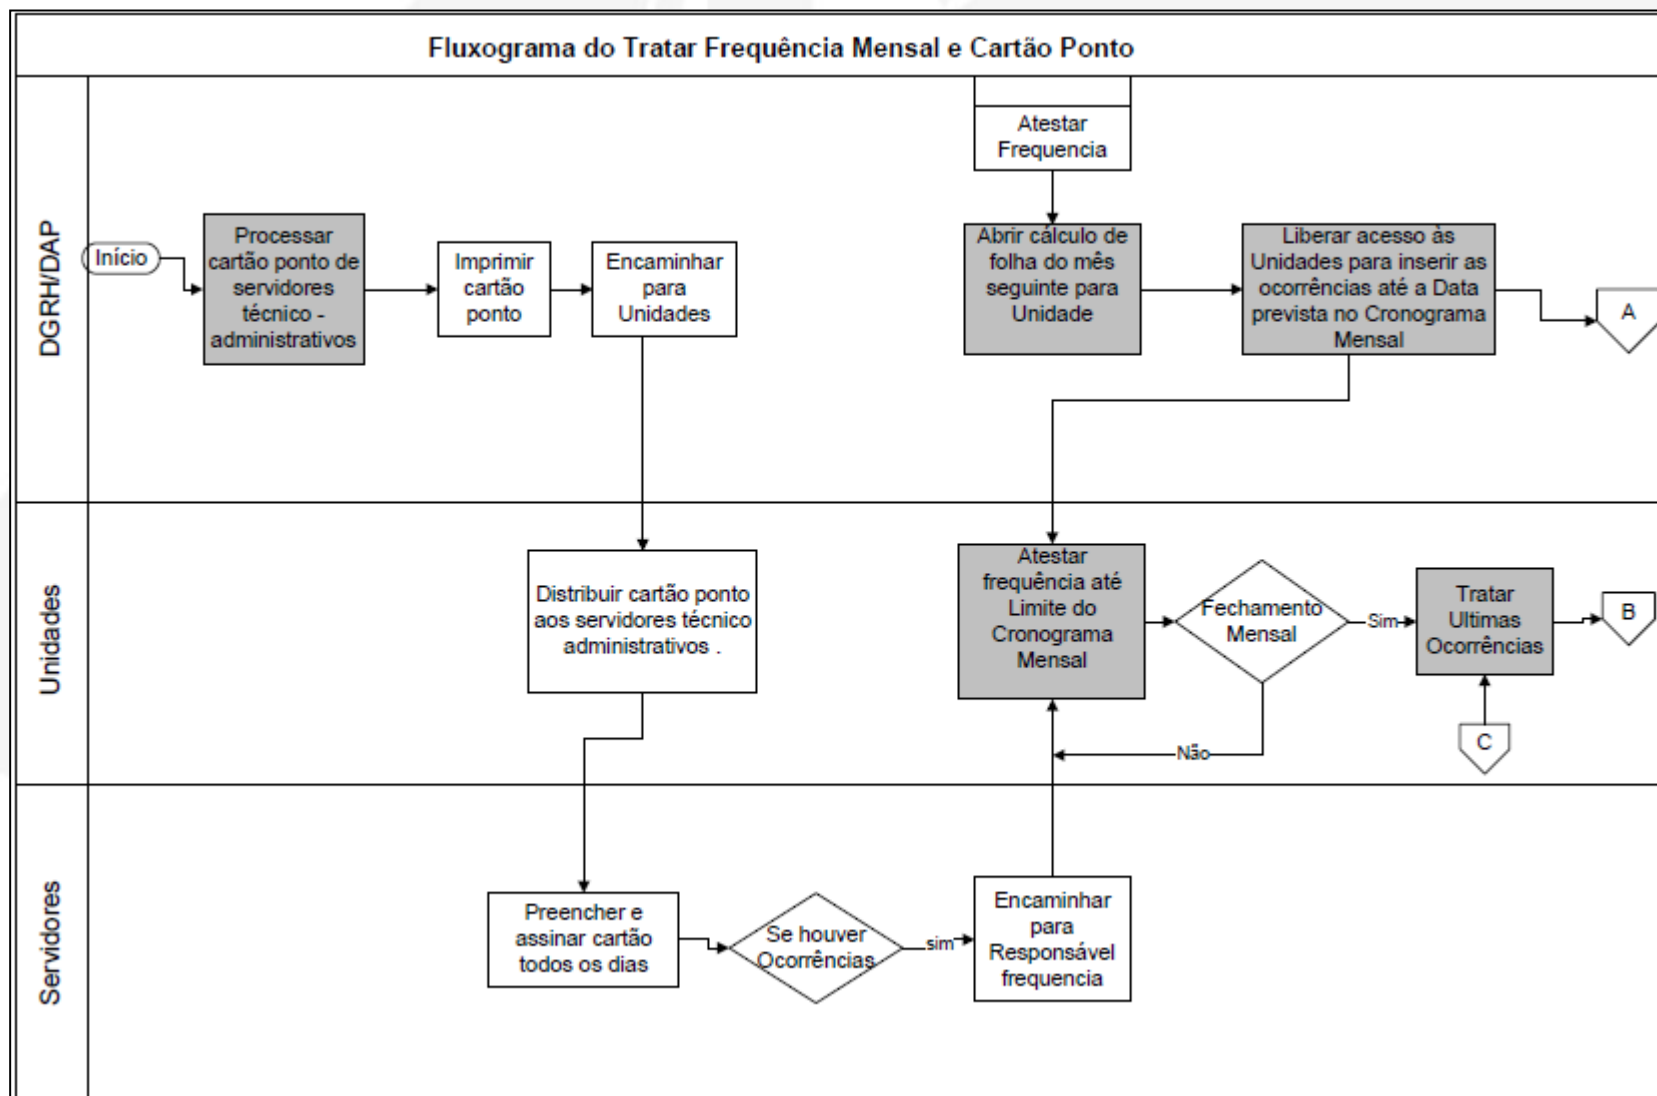 Fluxograma do Tratar Frequência Mensal e Cartão Ponto
DGRH/DAP
Início
Processar
cartão ponto de
servidores
técnico -
administrativos
Imprimir
cartão
ponto
Encaminhar
para
Unidades
Atestar
Frequencia
Abrir cálculo de
folha do mês
seguinte para
Unidade
Liberar acesso às
Unidades para inserir as
ocorrências até a Data
prevista no Cronograma
Mensal
A
Unidades
Distribuir cartão ponto
aos servidores técnico
administrativos .
Atestar
frequência até
Limite do
Cronograma
Mensal
Fechamento
Mensal
Sim
Não
Tratar
Ultimas
Ocorrências
B
C
Servidores
Preencher e
assinar cartão
todos os dias
Se houver
Ocorrências
sim
Encaminhar
para
Responsável
frequencia